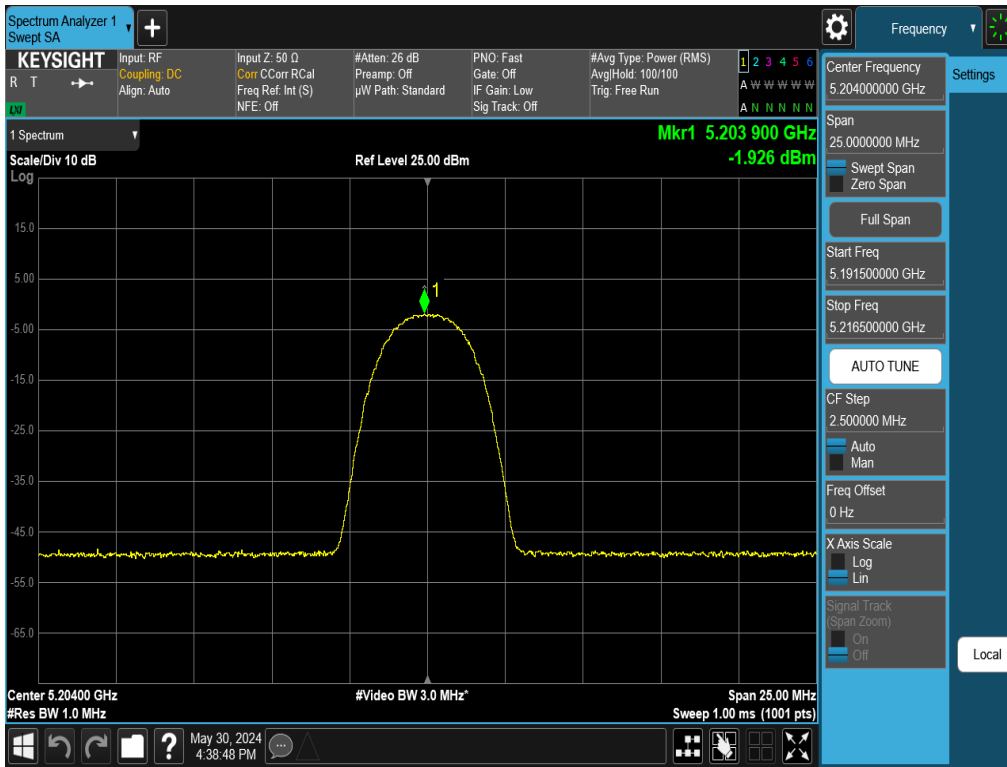 Spectrum Analyzer 1
Swept SA
Frequency
KEYSIGHT
R T
LXI
Input: RF
Coupling: DC
Align: Auto
Input Z: 50 Ω
Corr CCorr RCal
Freq Ref: Int (S)
NFE: Off
#Atten: 26 dB
Preamp: Off
µW Path: Standard
PNO: Fast
Gate: Off
IF Gain: Low
Sig Track: Off
#Avg Type: Power (RMS)
Avg|Hold: 100/100
Trig: Free Run
1 2 3 4 5 6
A W W W W W
A N N N N N
1 Spectrum
Mkr1 5.203 900 GHz
-1.926 dBm
Scale/Div 10 dB
Ref Level 25.00 dBm
Log
15.0
5.00
1
-5.00
-15.0
-25.0
-35.0
-45.0
-55.0
-65.0
Center 5.20400 GHz
#Video BW 3.0 MHz*
Span 25.00 MHz
#Res BW 1.0 MHz
Sweep 1.00 ms (1001 pts)
?
May 30, 2024
4:38:48 PM
Center Frequency
5.204000000 GHz
Settings
Span
25.0000000 MHz
Swept Span
Zero Span
Full Span
Start Freq
5.191500000 GHz
Stop Freq
5.216500000 GHz
AUTO TUNE
CF Step
2.500000 MHz
Auto
Man
Freq Offset
0 Hz
X Axis Scale
Log
Lin
Signal Track
(Span Zoom)
On
Off
Local